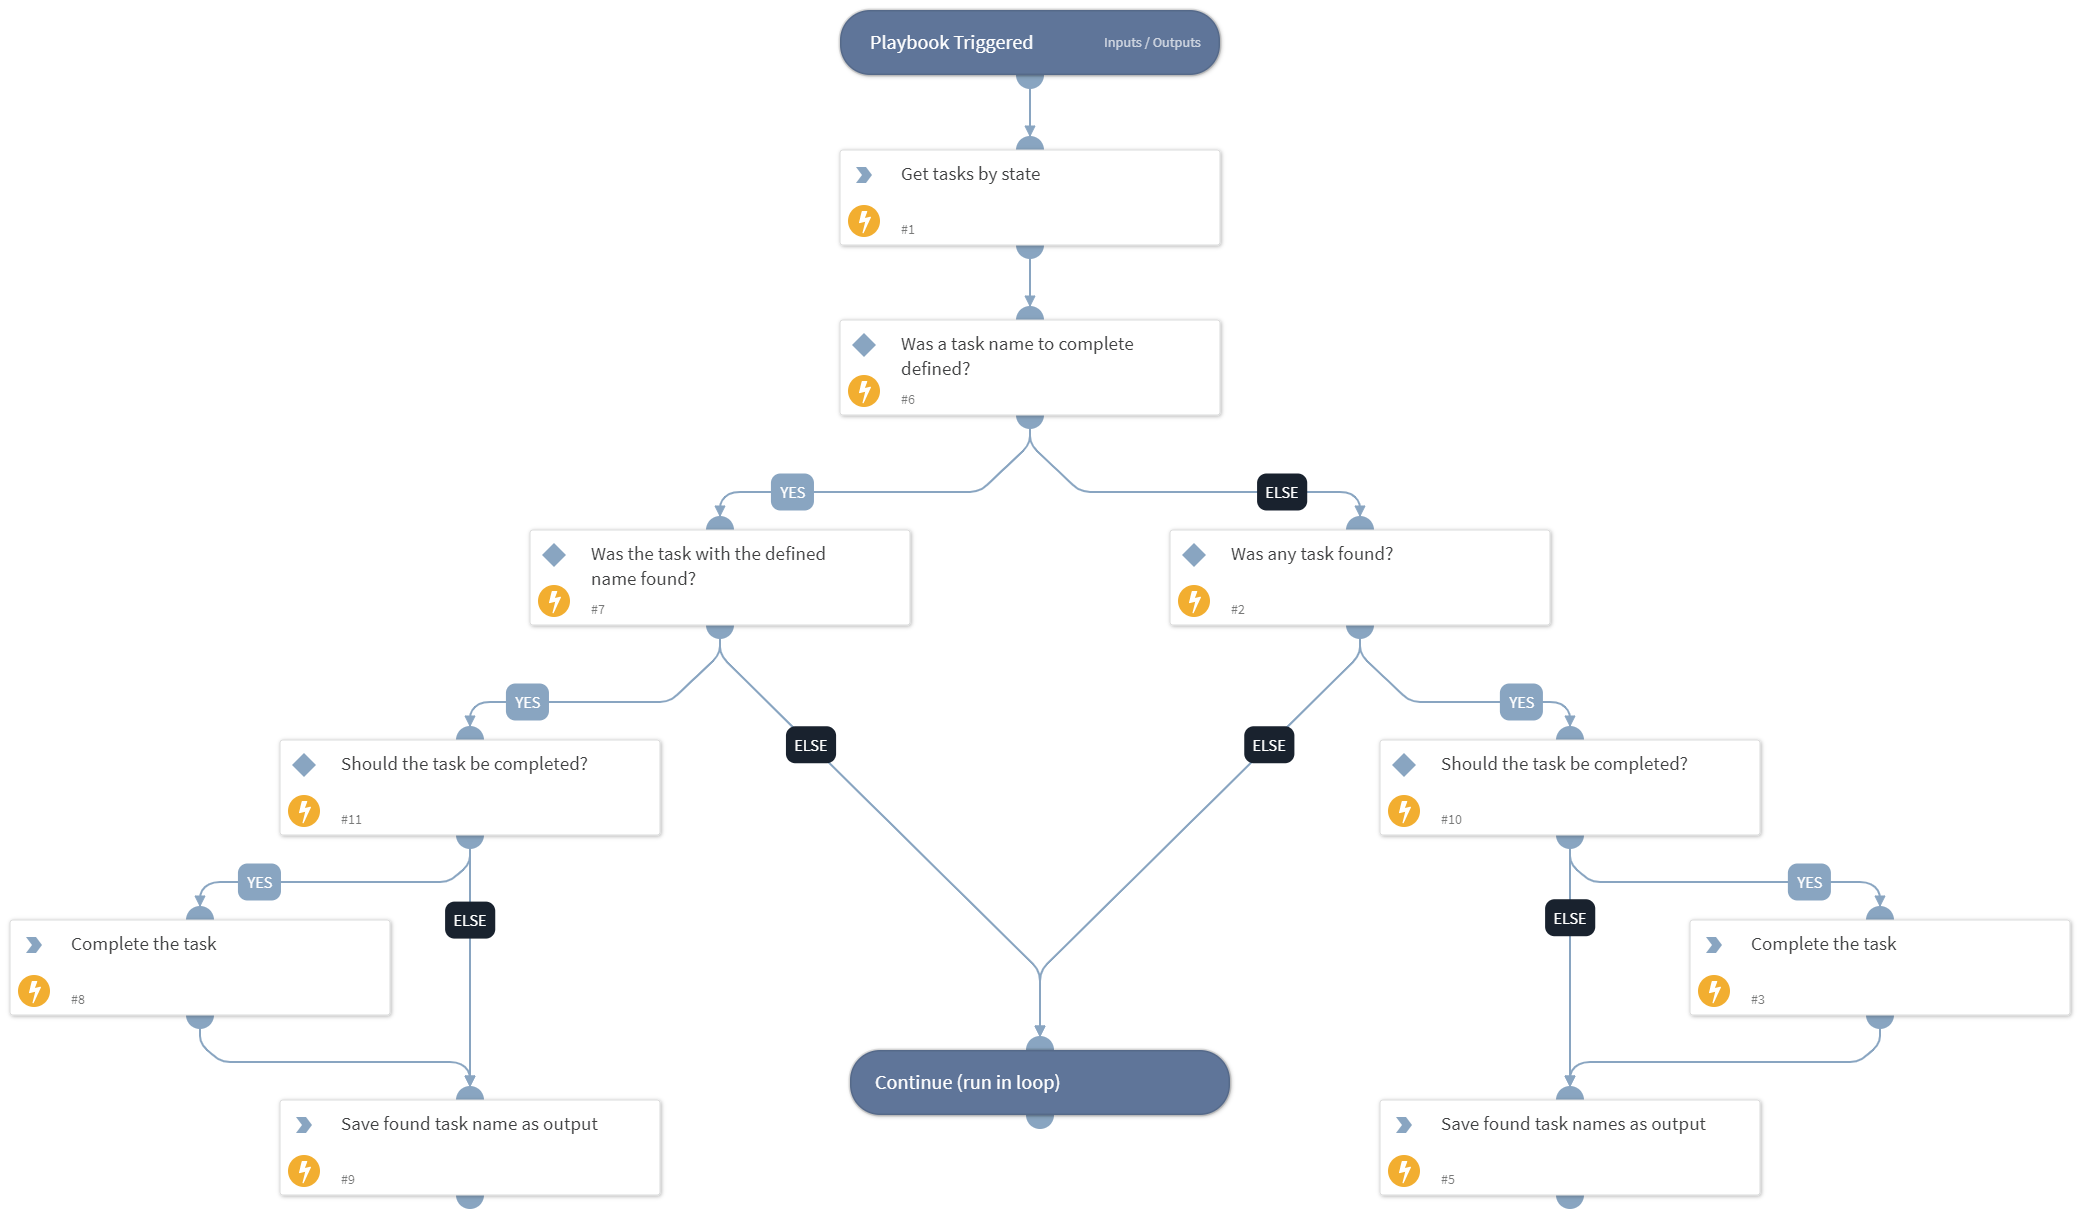 Playbook Triggered
Inputs / Outputs
Get tasks by state
#1
Was a task name to complete
defined?
#6
YES
ELSE
Was the task with the defined
name found?
#7
Was any task found?
#2
YES
ELSE
ELSE
YES
Should the task be completed?
#11
Should the task be completed?
#10
YES
ELSE
ELSE
YES
Complete the task
#8
Complete the task
#3
Continue (run in loop)
Save found task name as output
#9
Save found task names as output
#5